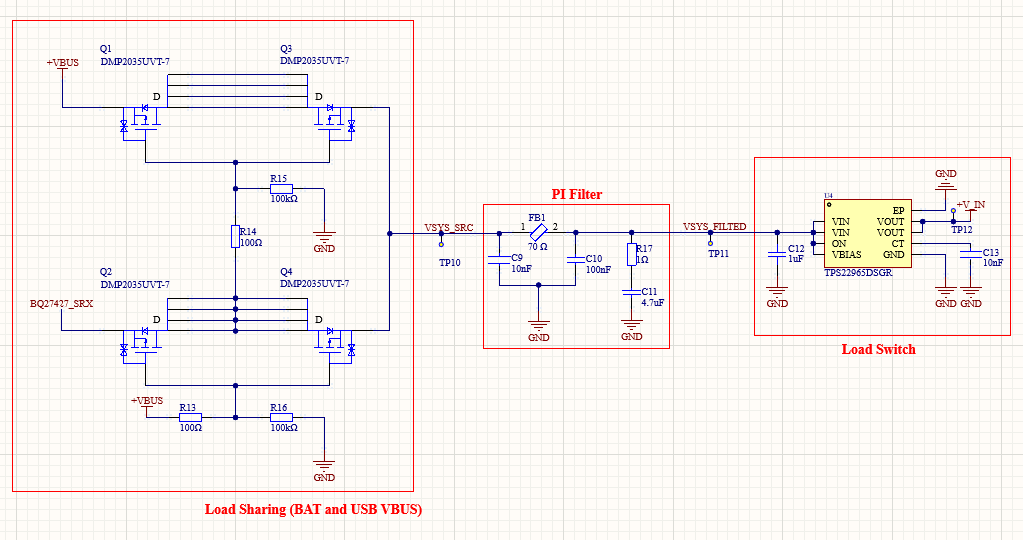 Q1
DMP2035UVT-7
Q3
DMP2035UVT-7
+VBUS
D
D
R15
100kΩ
GND
R14
100Ω
Q2
DMP2035UVT-7
Q4
DMP2035UVT-7
BQ27427_SRX
D
D
+VBUS
R13
100Ω
R16
100kΩ
GND
Load Sharing (BAT and USB VBUS)
VSYS_SRC
TP10
PI Filter
FB1
1
2
70 Ω
C9
10nF
C10
100nF
R17
1Ω
C11
4.7uF
GND
GND
VSYS_FILTED
TP11
C12
1uF
GND
U4
VIN
VIN
ON
VBIAS
EP
VOUT
VOUT
CT
GND
TPS22965DSGR
GND
+V_IN
TP12
C13
10nF
GND
GND
Load Switch